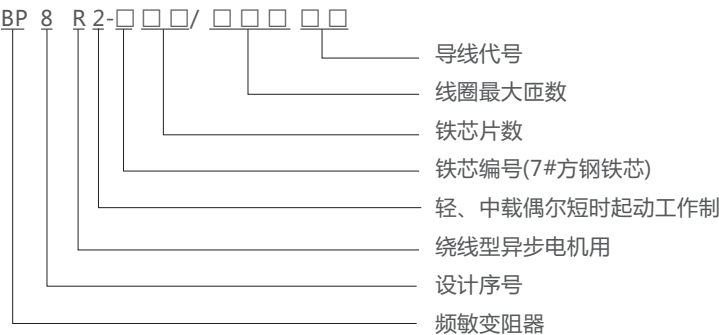 BP 8 R 2-□ □ □/ □ □ □ □ □
导线代号
线圈最大匝数
铁芯片数
铁芯编号(7#方钢铁芯)
轻、中载偶尔短时起动工作制
绕线型异步电机用
设计序号
频敏变阻器